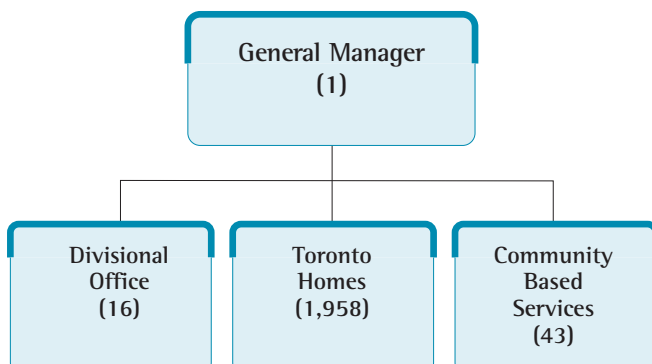 General Manager
(1)
Divisional
Office
(16)
Toronto
Homes
(1,958)
Community
Based
Services
(43)